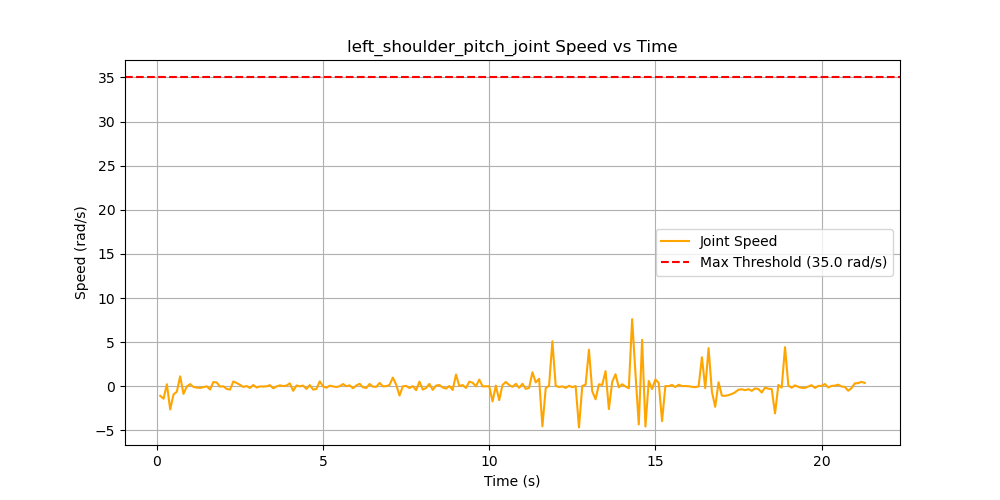 left_shoulder_pitch_joint Speed vs Time
Speed (rad/s)
35
30
25
20
15
10
5
0
−5
Joint Speed
Max Threshold (35.0 rad/s)
0
5
10
15
20
Time (s)